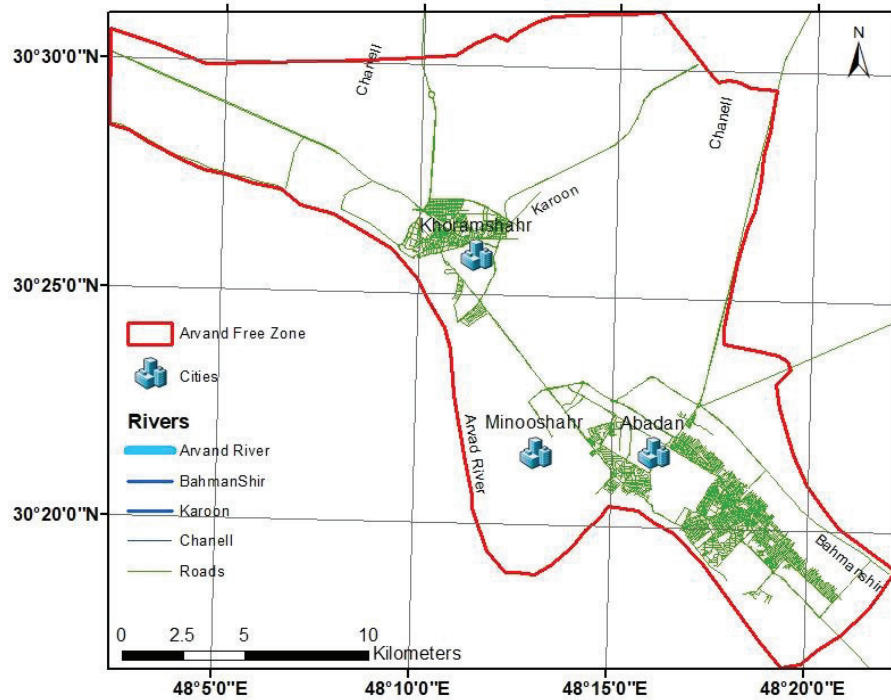 N
30°30'0"N
30°25'0"N
30°20'0"N
Chanell
Chanell
Karoon
Khoramshahr
Minooshahr
Abadan
Arvad River
Bahmanshir
Arvand Free Zone
Cities
Rivers
Arvand River
BahmanShir
Karoon
Chanell
Roads
0 2.5 5 10
Kilometers
48°5'0"E
48°10'0"E
48°15'0"E
48°20'0"E